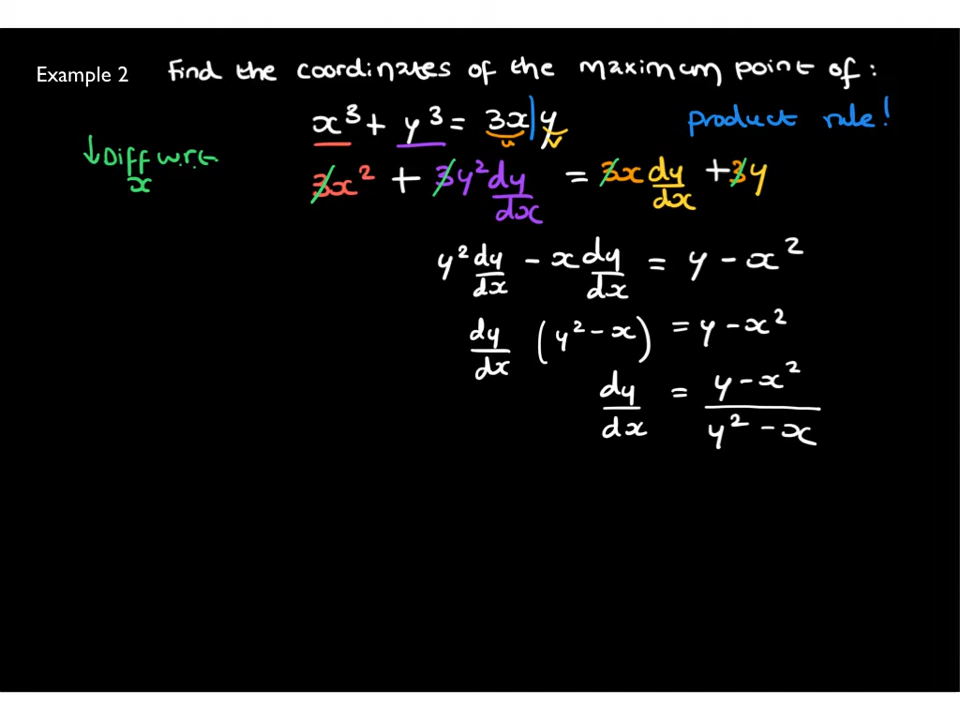 Example 2 Find the coordinates of the maximum point of :
x³ + y³ = 3x|y product rule!
u v
↓Diff w.r.t x
3x² + 3y² dy/dx = 3x dy/dx + 3y
y² dy/dx - x dy/dx = y - x²
dy/dx (y² - x) = y - x²
dy/dx = (y - x²)/(y² - x)